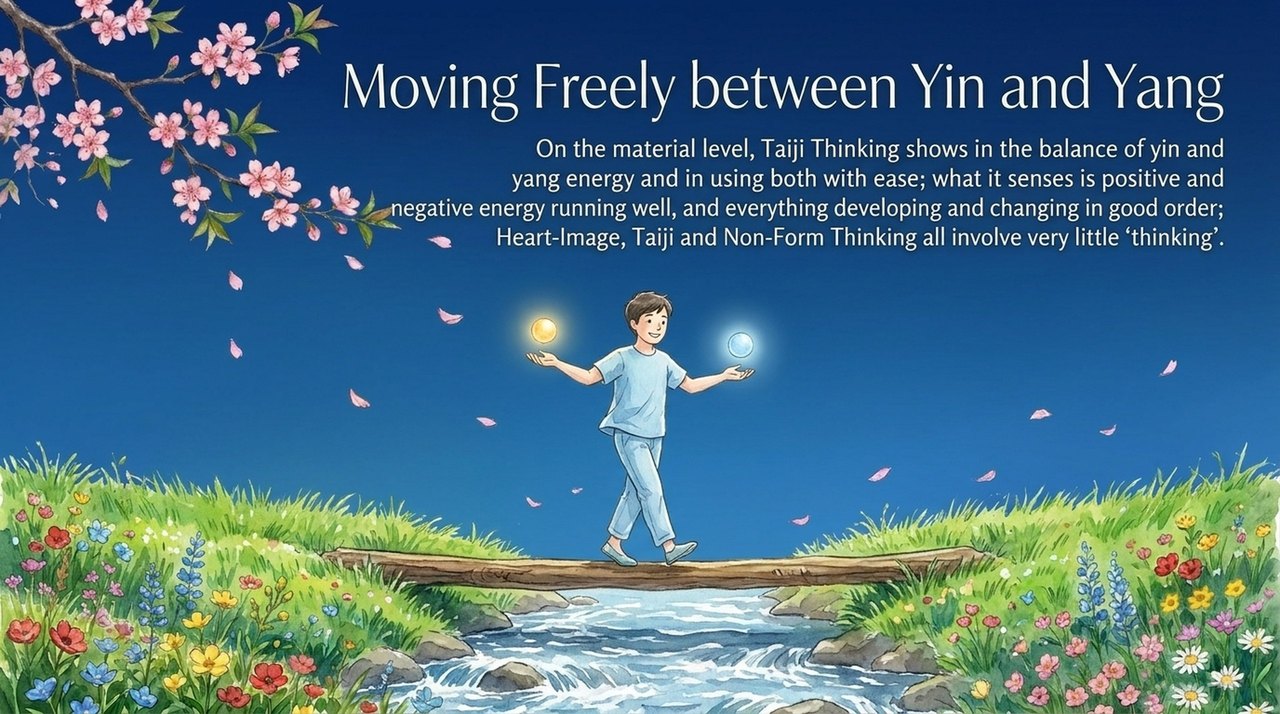 Moving Freely between Yin and Yang
On the material level, Taiji Thinking shows in the balance of yin and
yang energy and in using both with ease; what it senses is positive and
negative energy running well, and everything developing and changing in good order;
Heart-Image, Taiji and Non-Form Thinking all involve very little ‘thinking’.